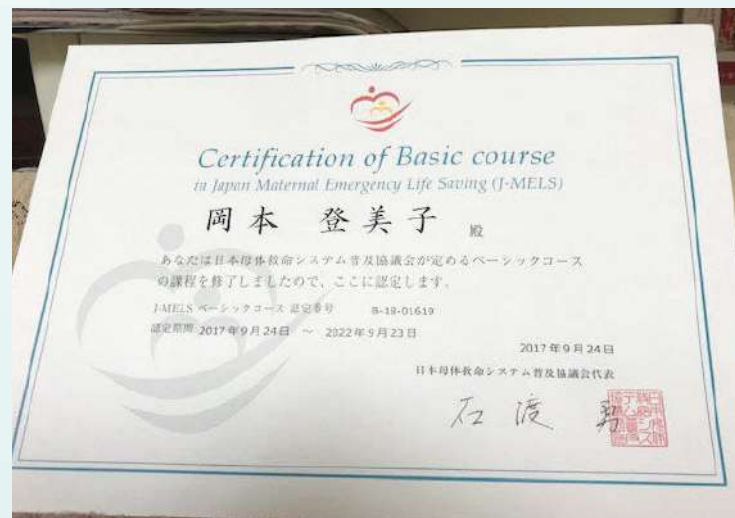 Certification of Basic course
in Japan Maternal Emergency Life Saving (J-MELS)
岡本 登美子 殿
あなたは日本母体救命システム普及協議会が定めるベーシックコース
の課程を修了しましたので、ここに認定します。
J-MELS ベーシックコース 認定番号 B-18-01619
認定期間 2017年9月24日 ～ 2022年9月23日
2017年9月24日
日本母体救命システム普及協議会代表
石渡 勇